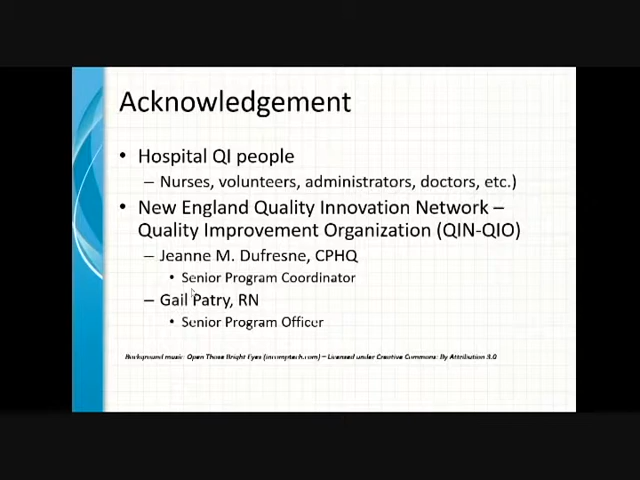 Acknowledgement
• Hospital QI people
– Nurses, volunteers, administrators, doctors, etc.)
• New England Quality Innovation Network –
Quality Improvement Organization (QIN-QIO)
– Jeanne M. Dufresne, CPHQ
• Senior Program Coordinator
– Gail Patry, RN
• Senior Program Officer
Background music: Open Those Bright Eyes (incomptech.com) – Licensed under Creative Commons: By Attribution 3.0